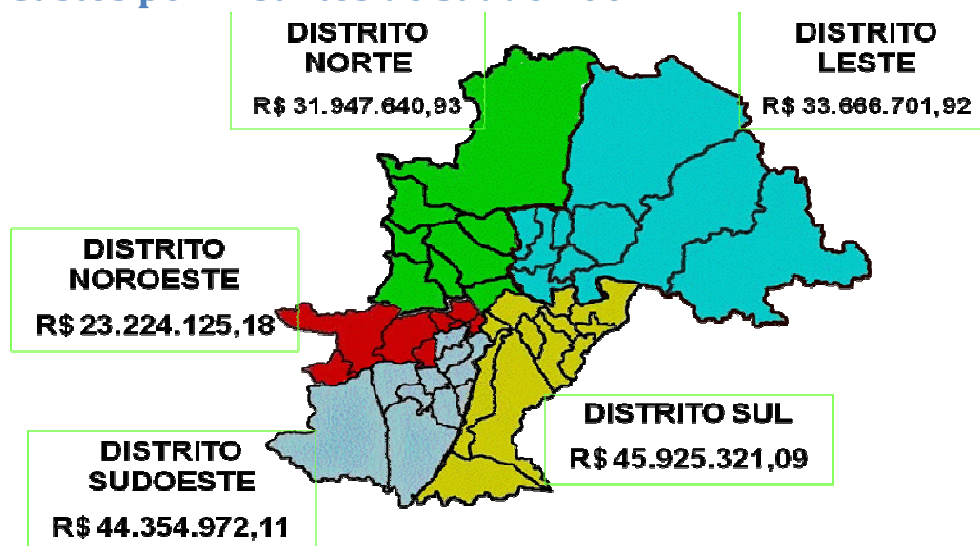 DISTRITO
NORTE
R$ 31.947.640,93
DISTRITO
LESTE
R$ 33.666.701,92
DISTRITO
NOROESTE
R$ 23.224.125,18
DISTRITO SUL
R$ 45.925.321,09
DISTRITO
SUDOESTE
R$ 44.354.972,11